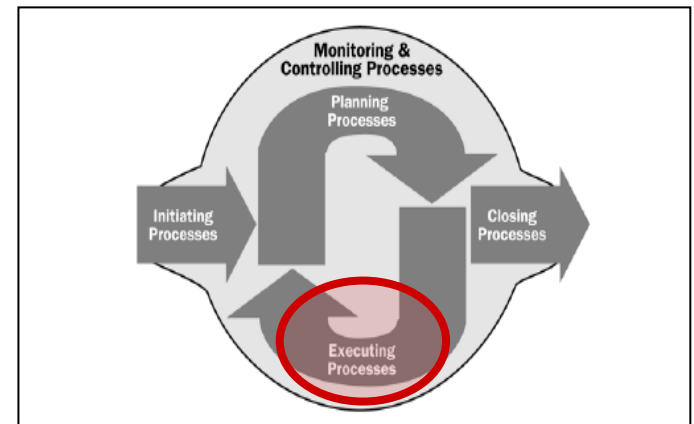 Monitoring &
Controlling Processes
Planning
Processes
Initiating
Processes
Closing
Processes
Executing
Processes